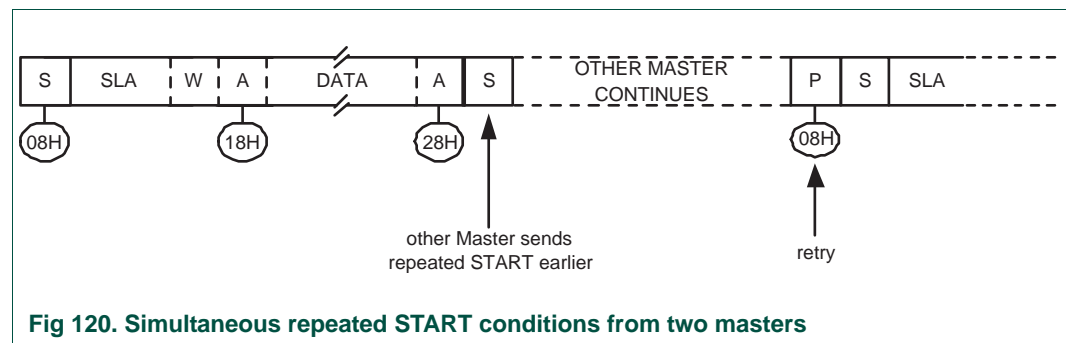 S SLA W A DATA A S OTHER MASTER CONTINUES P S SLA
08H 18H 28H 08H
other Master sends
repeated START earlier
retry
Fig 120. Simultaneous repeated START conditions from two masters